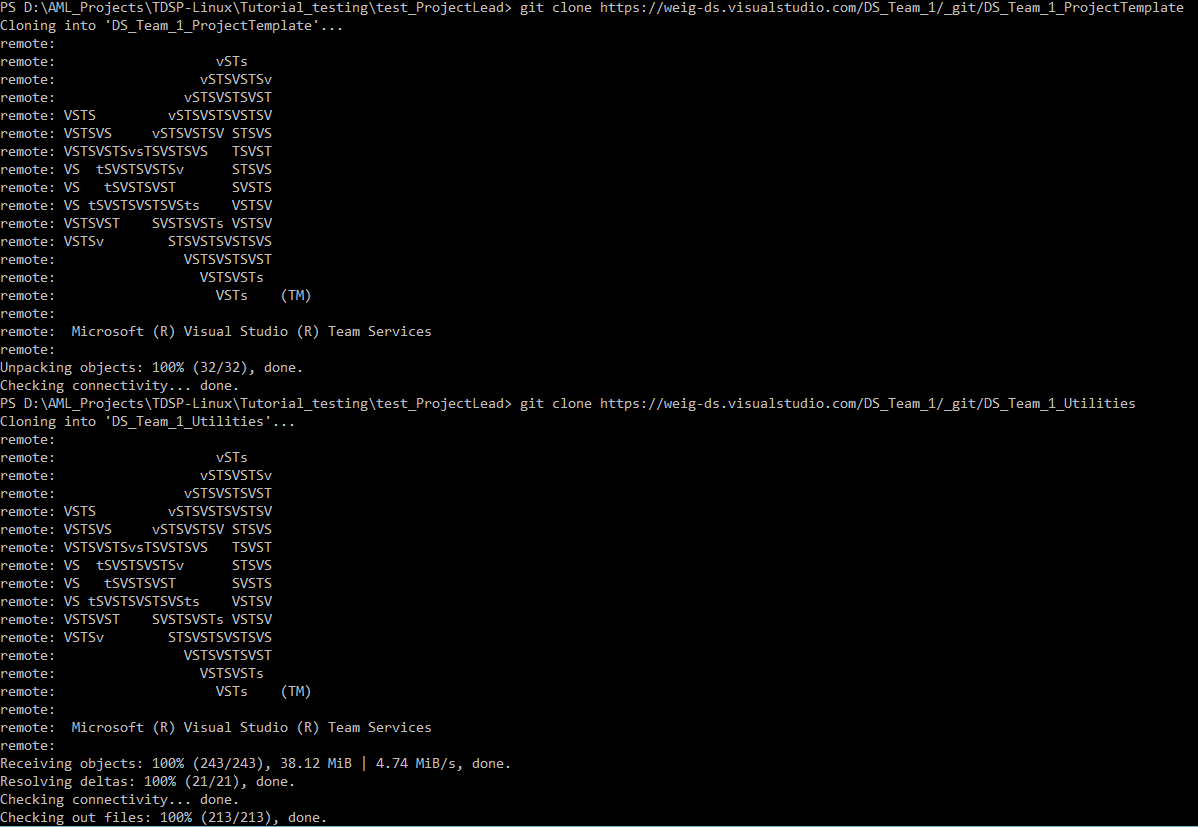 PS D:\AML_Projects\TDSP-Linux\Tutorial_testing\test_ProjectLead> git clone https://weig-ds.visualstudio.com/DS_Team_1/_git/DS_Team_1_ProjectTemplate
Cloning into 'DS_Team_1_ProjectTemplate'...
remote:
remote:                    vSTs
remote:                  vSTSVSTSv
remote:                vSTSVSTSVST
remote: VSTS         vSTSVSTSVSTSV
remote: VSTSVS     vSTSVSTSV STSVS
remote: VSTSVSTSvsTSVSTSVS   TSVST
remote: VS  tSVSTSVSTSv      STSVS
remote: VS   tSVSTSVST       SVSTS
remote: VS tSVSTSVSTSVSts    VSTSV
remote: VSTSVST    SVSTSVSTs VSTSV
remote: VSTSv        STSVSTSVSTSVS
remote:                VSTSVSTSVST
remote:                  VSTSVSTs
remote:                    VSTs    (TM)
remote:
remote:  Microsoft (R) Visual Studio (R) Team Services
remote:
Unpacking objects: 100% (32/32), done.
Checking connectivity... done.
PS D:\AML_Projects\TDSP-Linux\Tutorial_testing\test_ProjectLead> git clone https://weig-ds.visualstudio.com/DS_Team_1/_git/DS_Team_1_Utilities
Cloning into 'DS_Team_1_Utilities'...
remote:
remote:                    vSTs
remote:                  vSTSVSTSv
remote:                vSTSVSTSVST
remote: VSTS         vSTSVSTSVSTSV
remote: VSTSVS     vSTSVSTSV STSVS
remote: VSTSVSTSvsTSVSTSVS   TSVST
remote: VS  tSVSTSVSTSv      STSVS
remote: VS   tSVSTSVST       SVSTS
remote: VS tSVSTSVSTSVSts    VSTSV
remote: VSTSVST    SVSTSVSTs VSTSV
remote: VSTSv        STSVSTSVSTSVS
remote:                VSTSVSTSVST
remote:                  VSTSVSTs
remote:                    VSTs    (TM)
remote:
remote:  Microsoft (R) Visual Studio (R) Team Services
remote:
Receiving objects: 100% (243/243), 38.12 MiB | 4.74 MiB/s, done.
Resolving deltas: 100% (21/21), done.
Checking connectivity... done.
Checking out files: 100% (213/213), done.